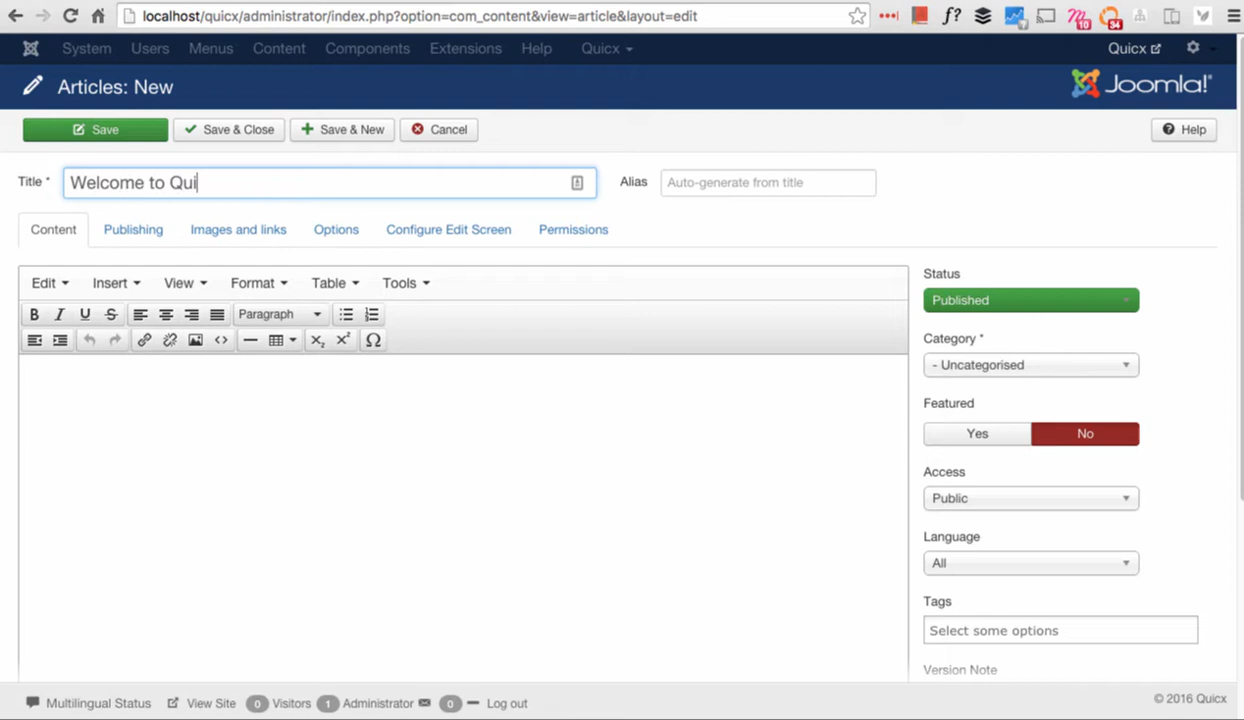 localhost/quicx/administrator/index.php?option=com_content&view=article&layout=edit
f?
10
34
System Users Menus Content Components Extensions Help Quicx
Quicx
Articles: New
Joomla!®
Save Save & Close Save & New Cancel Help
Title * Welcome to Qui Alias Auto-generate from title
Content Publishing Images and links Options Configure Edit Screen Permissions
Edit Insert View Format Table Tools
B I U S Paragraph
X₂ X² Ω
Status
Published
Category *
- Uncategorised
Featured
Yes No
Access
Public
Language
All
Tags
Select some options
Version Note
Multilingual Status View Site 0 Visitors 1 Administrator 0 Log out
© 2016 Quicx